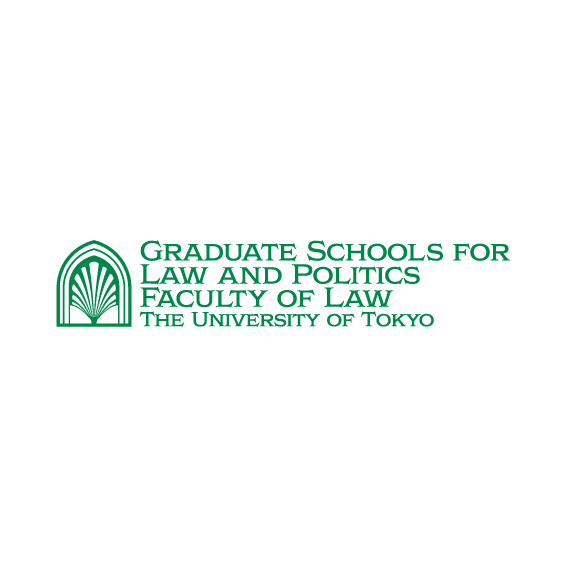 Graduate Schools for
Law and Politics
Faculty of Law
The University of Tokyo